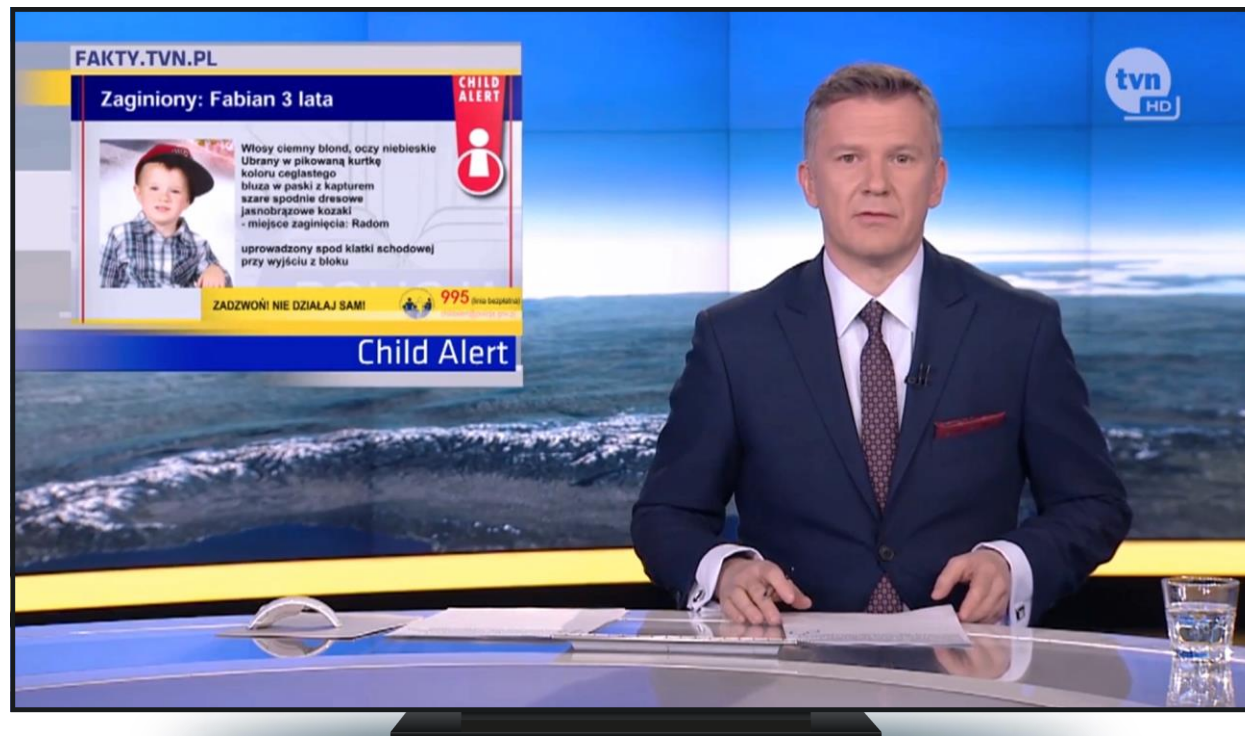 FAKTY.TVN.PL
Zaginiony: Fabian 3 lata
CHILD
ALERT
Włosy ciemny blond, oczy niebieskie
Ubrany w pikowaną kurtkę
koloru ceglastego
bluza w paski z kapturem
szare spodnie dresowe
jasnobrązowe kozaki
- miejsce zaginięcia: Radom
uprowadzony spod klatki schodowej
przy wyjściu z bloku
ZADZWOŃ! NIE DZIAŁAJ SAM!
995 (linia bezpłatna)
Child Alert
tvn
HD